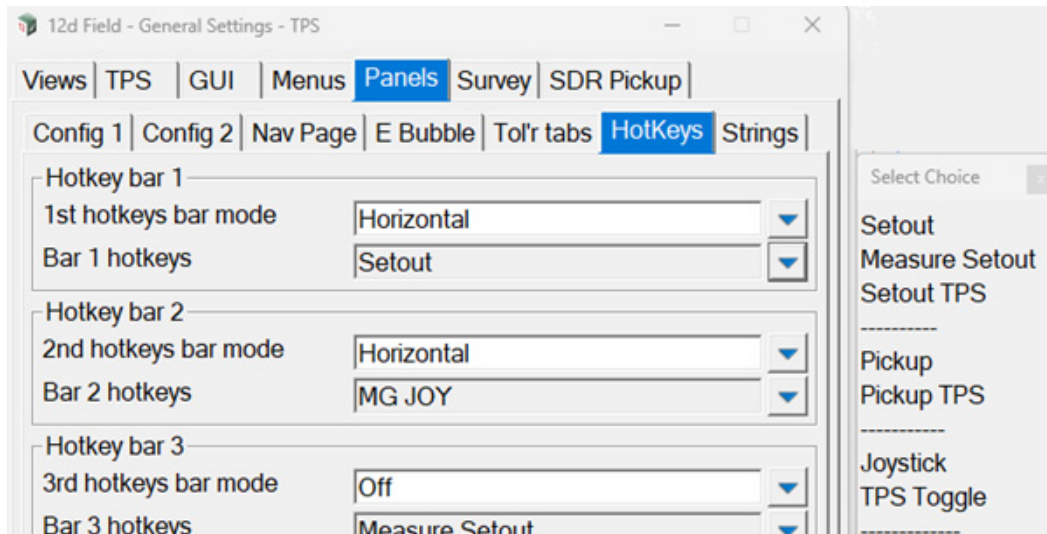 12d Field - General Settings - TPS
Views TPS GUI Menus Panels Survey SDR Pickup
Config 1 Config 2 Nav Page E Bubble Tol'r tabs HotKeys Strings
Hotkey bar 1
1st hotkeys bar mode Horizontal
Bar 1 hotkeys Setout
Hotkey bar 2
2nd hotkeys bar mode Horizontal
Bar 2 hotkeys MG JOY
Hotkey bar 3
3rd hotkeys bar mode Off
Bar 3 hotkeys Measure Setout
Select Choice
Setout
Measure Setout
Setout TPS
----------
Pickup
Pickup TPS
-----------
Joystick
TPS Toggle
-------------